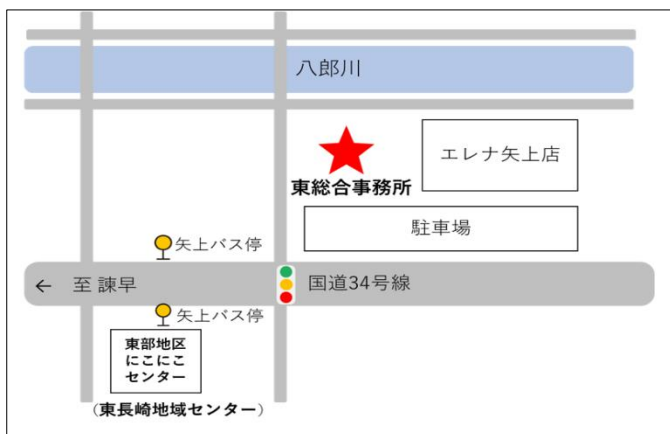 八郎川
エレナ矢上店
東総合事務所
駐車場
矢上バス停
← 至 諫早
国道34号線
矢上バス停
東部地区
にこにこ
センター
（東長崎地域センター）